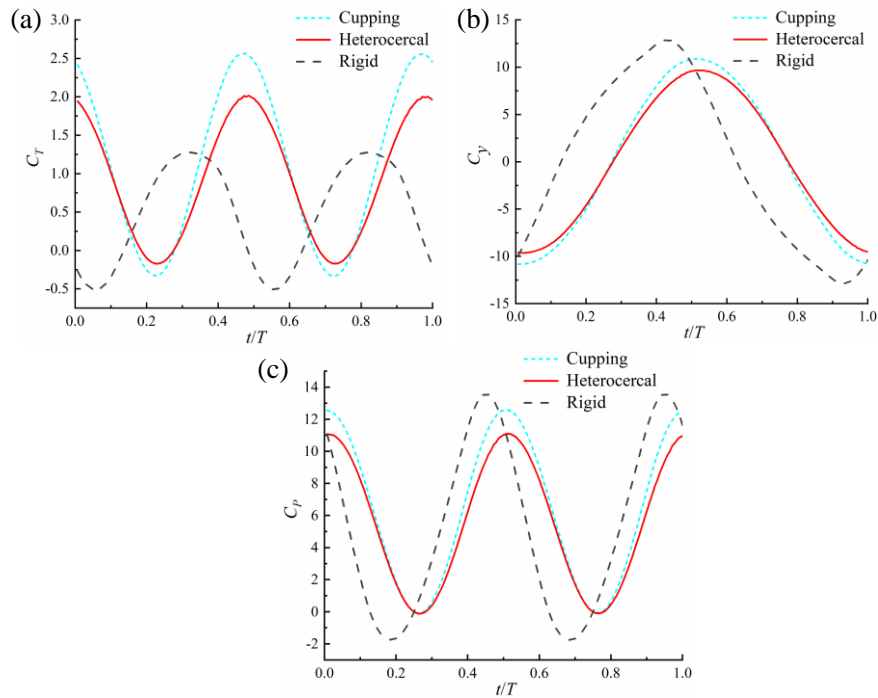 (a)
3.0
2.5
2.0
1.5
1.0
0.5
0.0
-0.5
C_T
Cupping
Heterocercal
Rigid
0.0 0.2 0.4 0.6 0.8 1.0
t/T
(b)
15
10
5
0
-5
-10
-15
C_y
Cupping
Heterocercal
Rigid
0.0 0.2 0.4 0.6 0.8 1.0
t/T
(c)
14
12
10
8
6
4
2
0
-2
C_P
Cupping
Heterocercal
Rigid
0.0 0.2 0.4 0.6 0.8 1.0
t/T